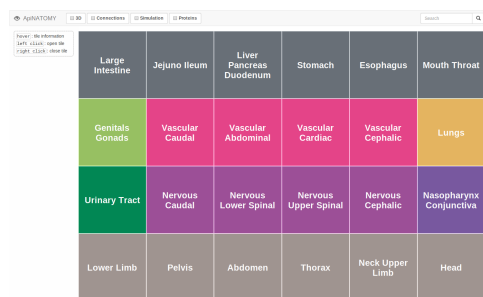 ApiNATOMY 3D Connections Simulation Proteins Search
hover: tile information
left click: open tile
right click: close tile
Large
Intestine
Jejuno Ileum
Liver
Pancreas
Duodenum
Stomach
Esophagus
Mouth Throat
Genitals
Gonads
Vascular
Caudal
Vascular
Abdominal
Vascular
Cardiac
Vascular
Cephalic
Lungs
Urinary Tract
Nervous
Caudal
Nervous
Lower Spinal
Nervous
Upper Spinal
Nervous
Cephalic
Nasopharynx
Conjunctiva
Lower Limb
Pelvis
Abdomen
Thorax
Neck Upper
Limb
Head